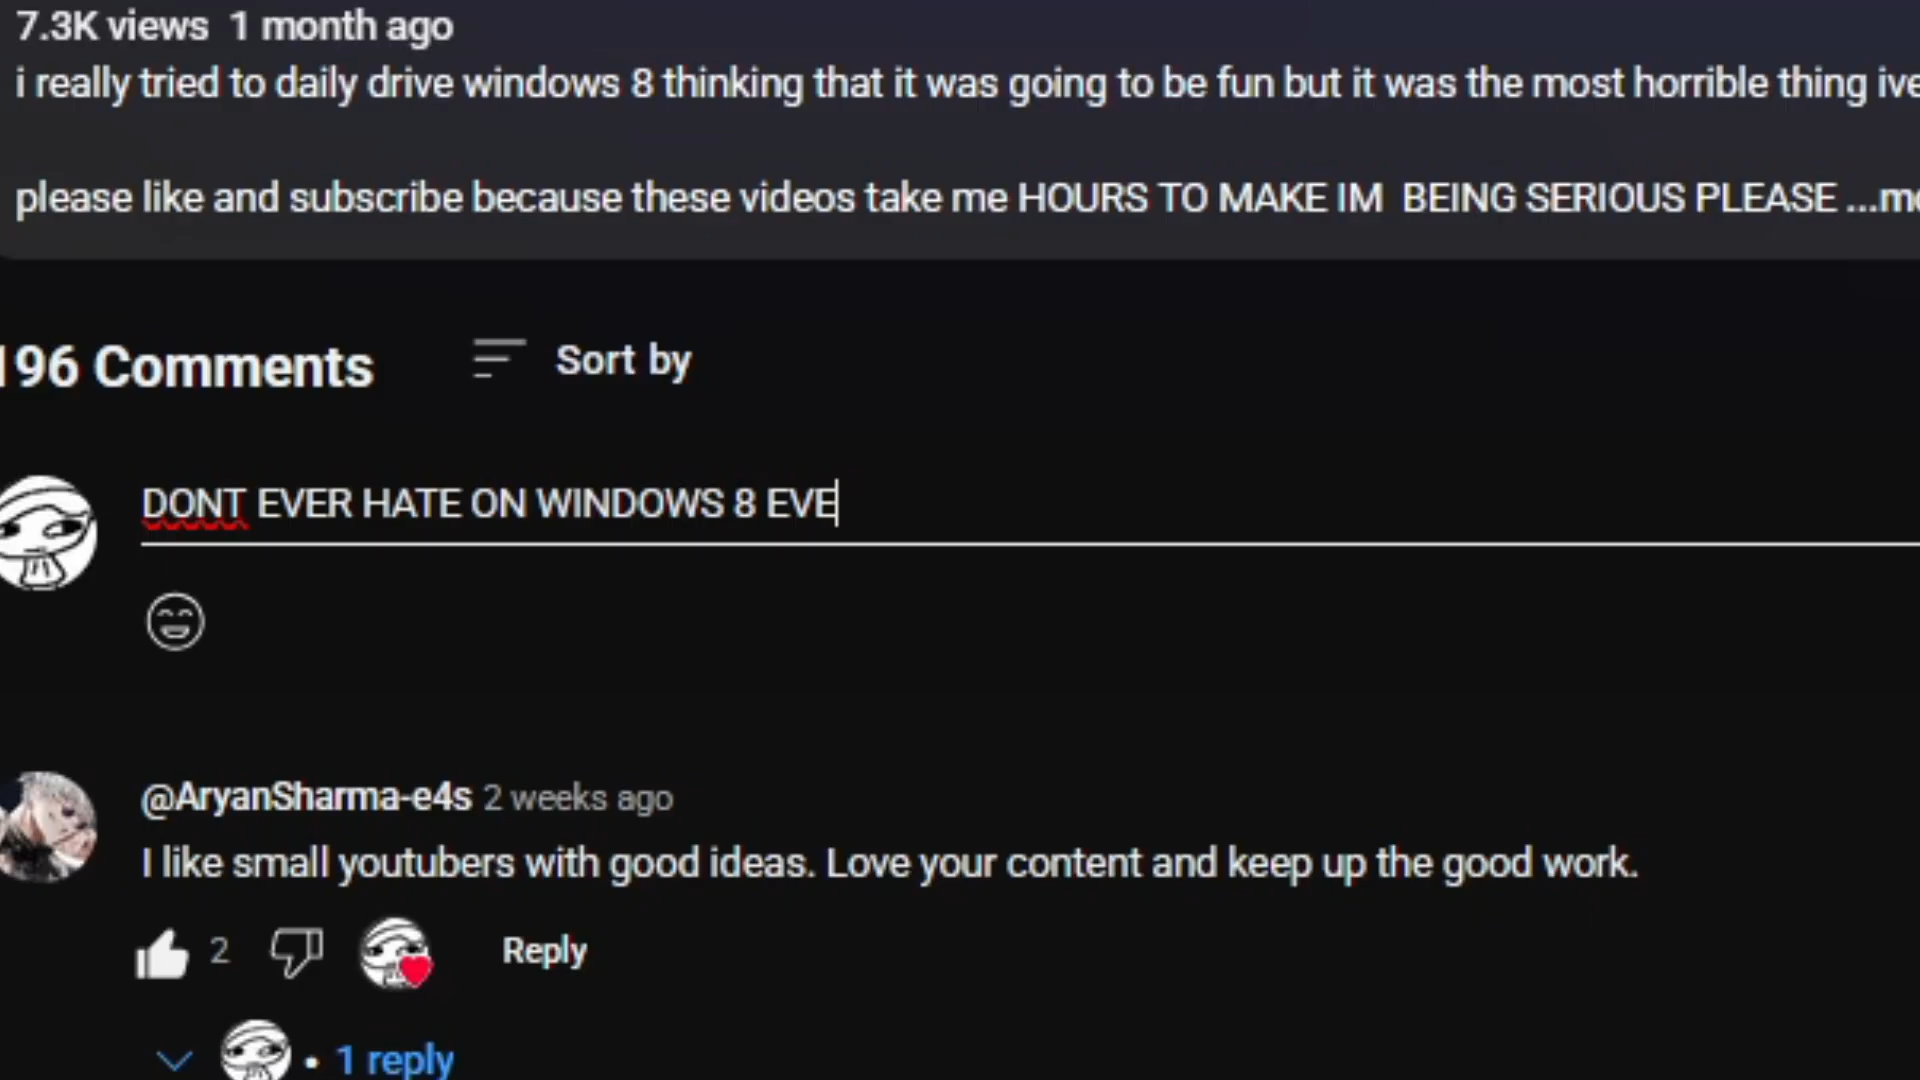 7.3K views 1 month ago
i really tried to daily drive windows 8 thinking that it was going to be fun but it was the most horrible thing ive
please like and subscribe because these videos take me HOURS TO MAKE IM BEING SERIOUS PLEASE ...mo
196 Comments Sort by
DONT EVER HATE ON WINDOWS 8 EVE
@AryanSharma-e4s 2 weeks ago
I like small youtubers with good ideas. Love your content and keep up the good work.
2 Reply
• 1 reply